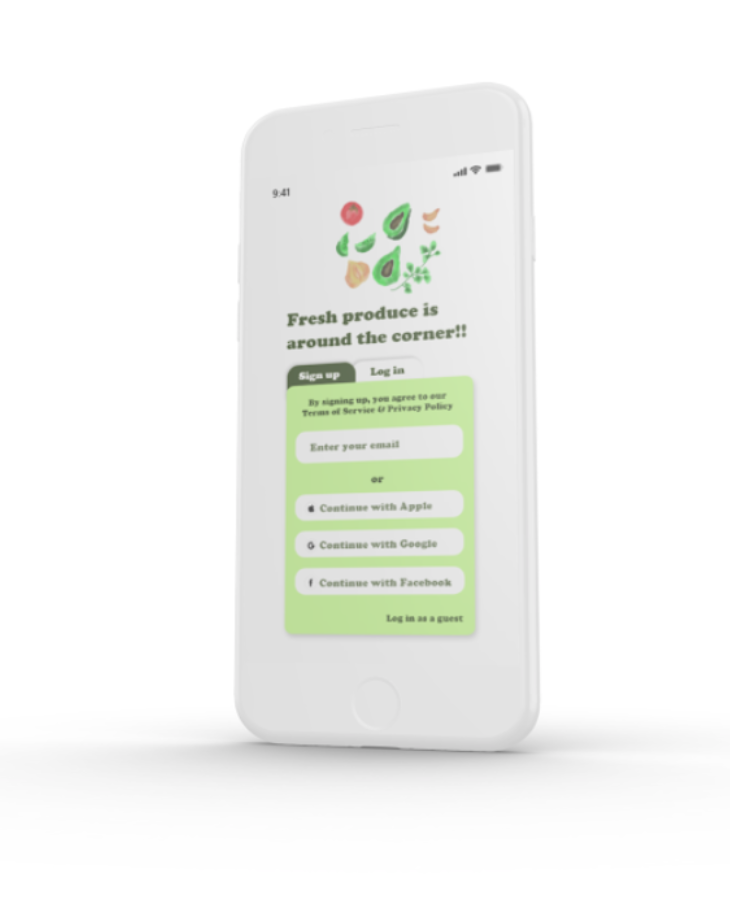 9:41
Fresh produce is
around the corner!!
Sign up
Log in
By signing up, you agree to our
Terms of Service & Privacy Policy
Enter your email
or
Continue with Apple
Continue with Google
Continue with Facebook
Log in as a guest